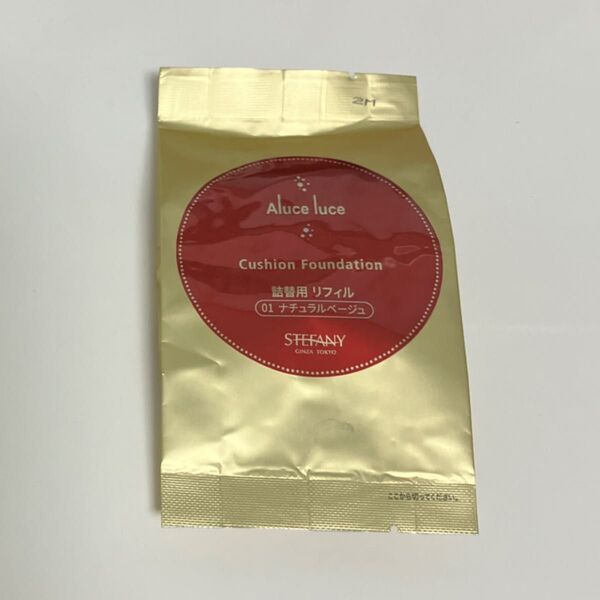 2M
Aluce luce
Cushion Foundation
詰替用 リフィル
01 ナチュラルベージュ
STEFANY
GINZA TOKYO
ここから切ってください。